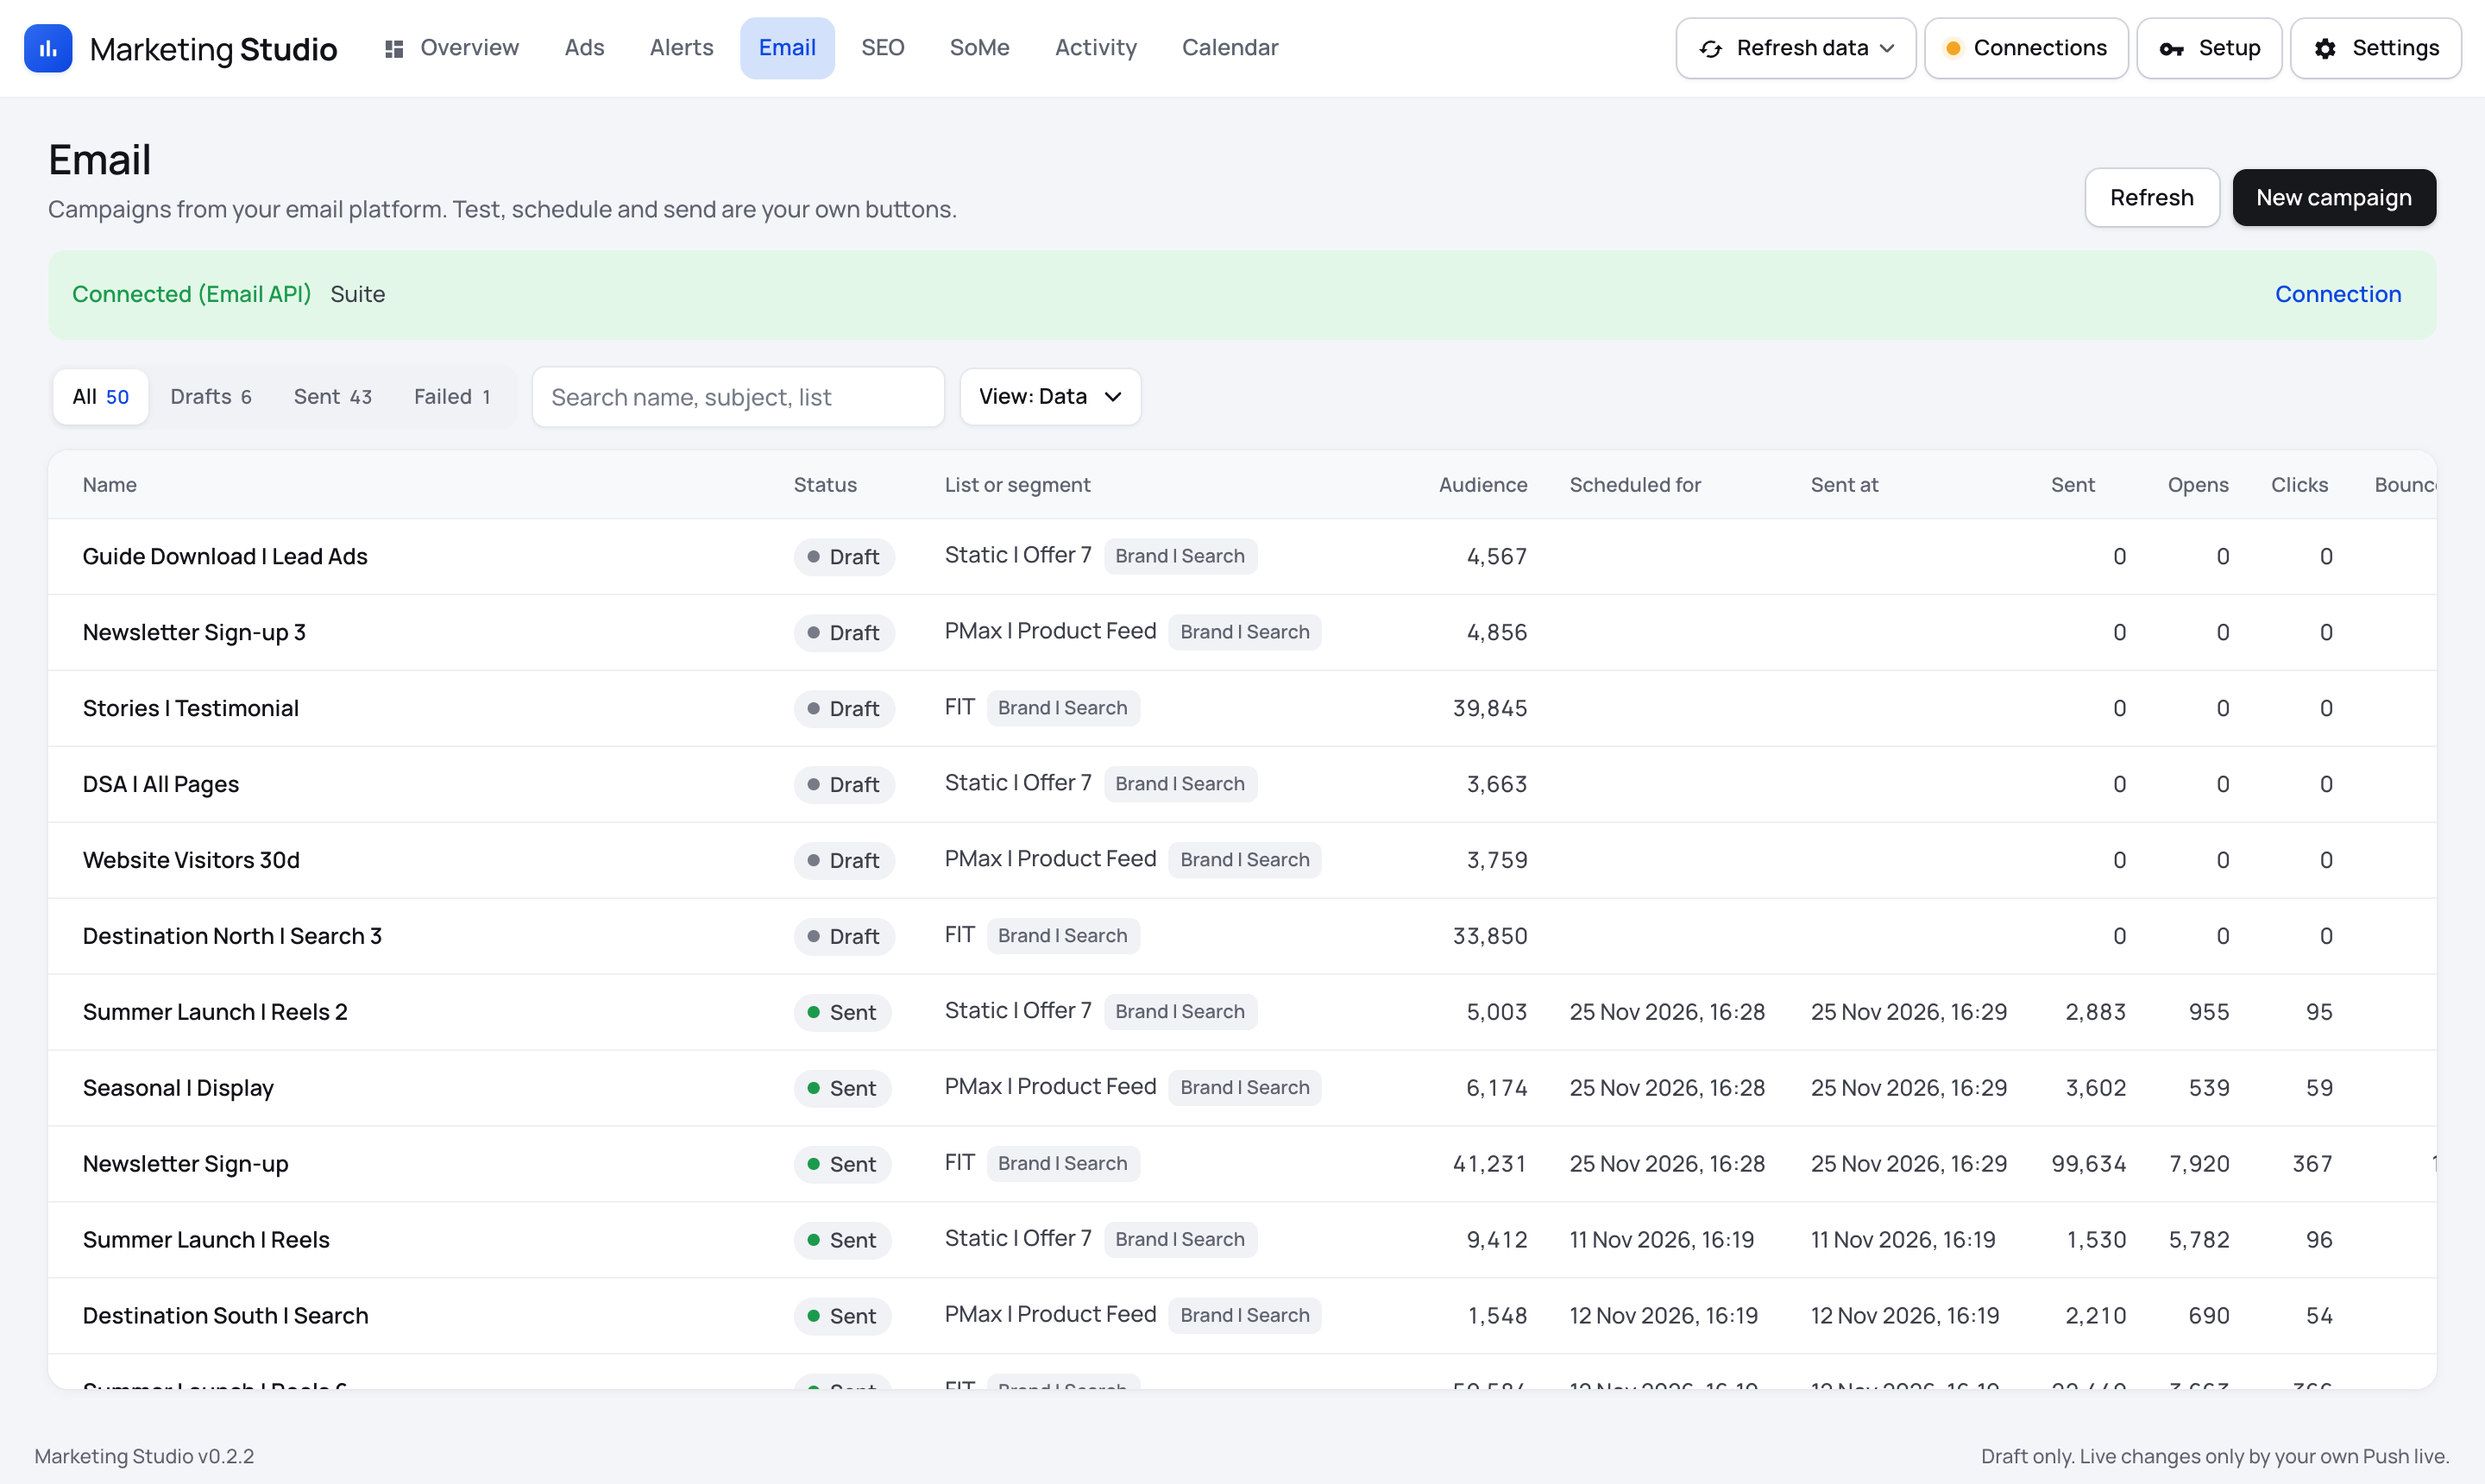 Marketing Studio Overview Ads Alerts Email SEO SoMe Activity Calendar Refresh data Connections Setup Settings
Email
Campaigns from your email platform. Test, schedule and send are your own buttons.
Refresh New campaign
Connected (Email API) Suite Connection
All 50 Drafts 6 Sent 43 Failed 1 Search name, subject, list View: Data
Name Status List or segment Audience Scheduled for Sent at Sent Opens Clicks
Guide Download | Lead Ads Draft Static | Offer 7 Brand | Search 4,567 0 0 0
Newsletter Sign-up 3 Draft PMax | Product Feed Brand | Search 4,856 0 0 0
Stories | Testimonial Draft FIT Brand | Search 39,845 0 0 0
DSA | All Pages Draft Static | Offer 7 Brand | Search 3,663 0 0 0
Website Visitors 30d Draft PMax | Product Feed Brand | Search 3,759 0 0 0
Destination North | Search 3 Draft FIT Brand | Search 33,850 0 0 0
Summer Launch | Reels 2 Sent Static | Offer 7 Brand | Search 5,003 25 Nov 2026, 16:28 25 Nov 2026, 16:29 2,883 955 95
Seasonal | Display Sent PMax | Product Feed Brand | Search 6,174 25 Nov 2026, 16:28 25 Nov 2026, 16:29 3,602 539 59
Newsletter Sign-up Sent FIT Brand | Search 41,231 25 Nov 2026, 16:28 25 Nov 2026, 16:29 99,634 7,920 367
Summer Launch | Reels Sent Static | Offer 7 Brand | Search 9,412 11 Nov 2026, 16:19 11 Nov 2026, 16:19 1,530 5,782 96
Destination South | Search Sent PMax | Product Feed Brand | Search 1,548 12 Nov 2026, 16:19 12 Nov 2026, 16:19 2,210 690 54
Marketing Studio v0.2.2 Draft only. Live changes only by your own Push live.